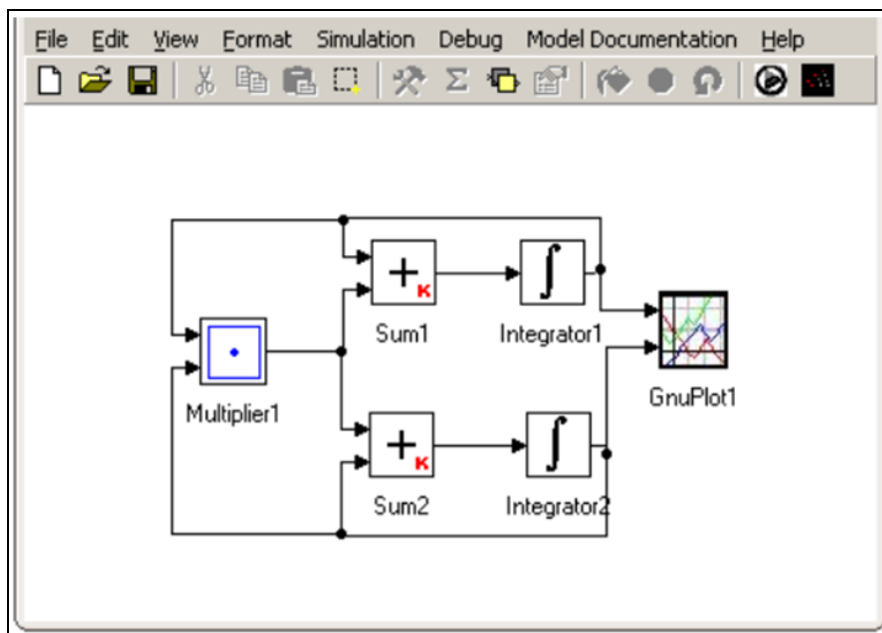 File Edit View Format Simulation Debug Model Documentation Help
Σ
+
K
∫
Sum1
Integrator1
Multiplier1
GnuPlot1
+
K
∫
Sum2
Integrator2